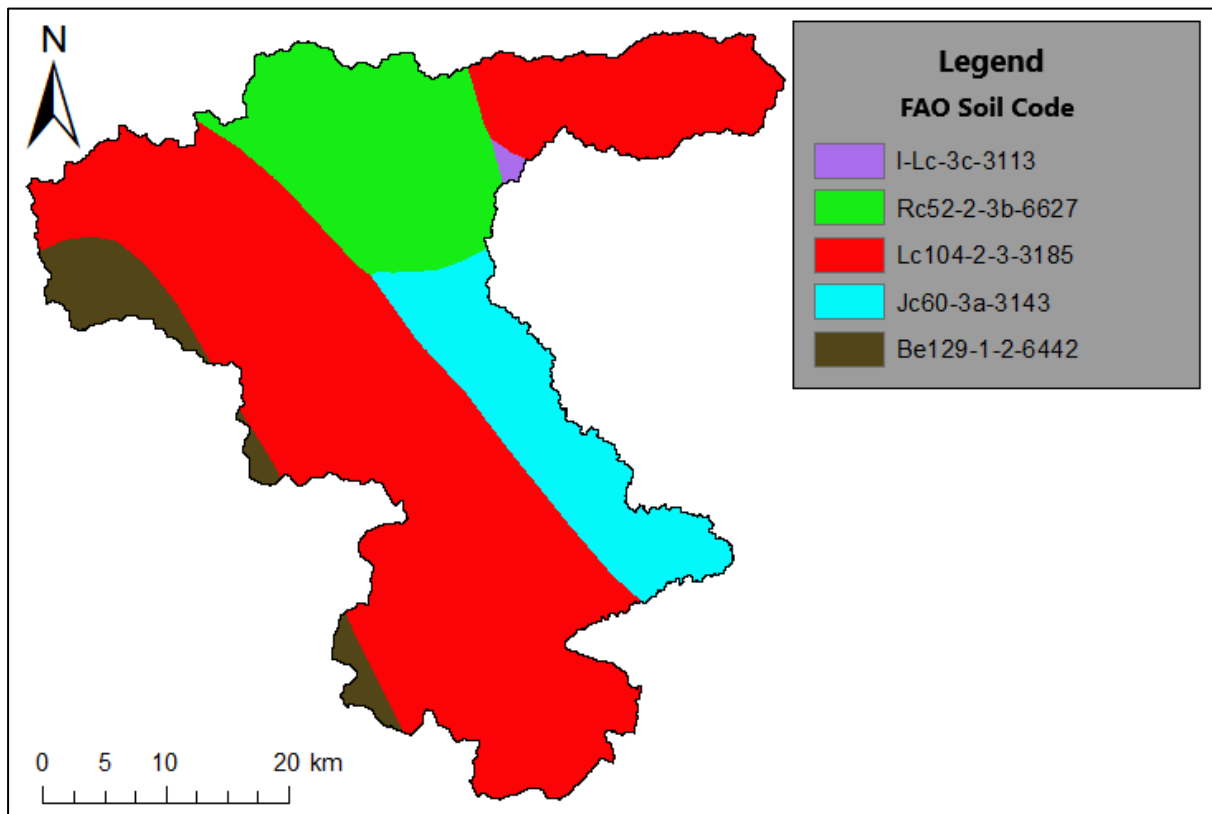 N
Legend
FAO Soil Code
I-Lc-3c-3113
Rc52-2-3b-6627
Lc104-2-3-3185
Jc60-3a-3143
Be129-1-2-6442
0 5 10 20 km